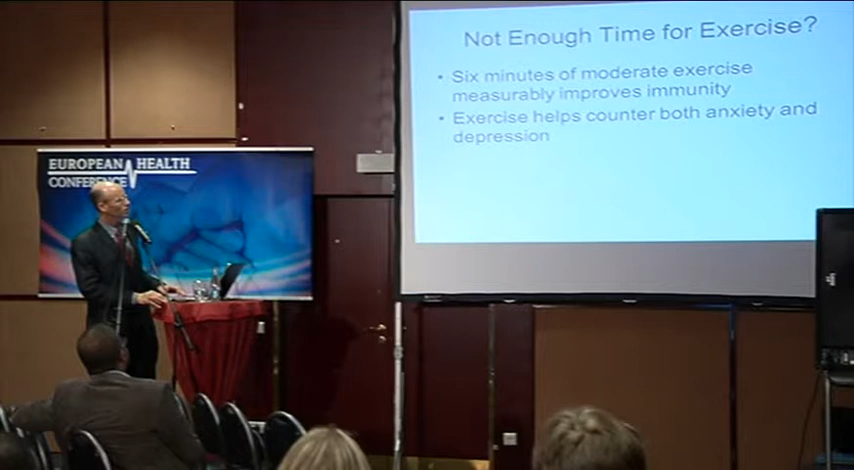 Not Enough Time for Exercise?
• Six minutes of moderate exercise
measurably improves immunity
• Exercise helps counter both anxiety and
depression
EUROPEAN HEALTH
CONFERENCE